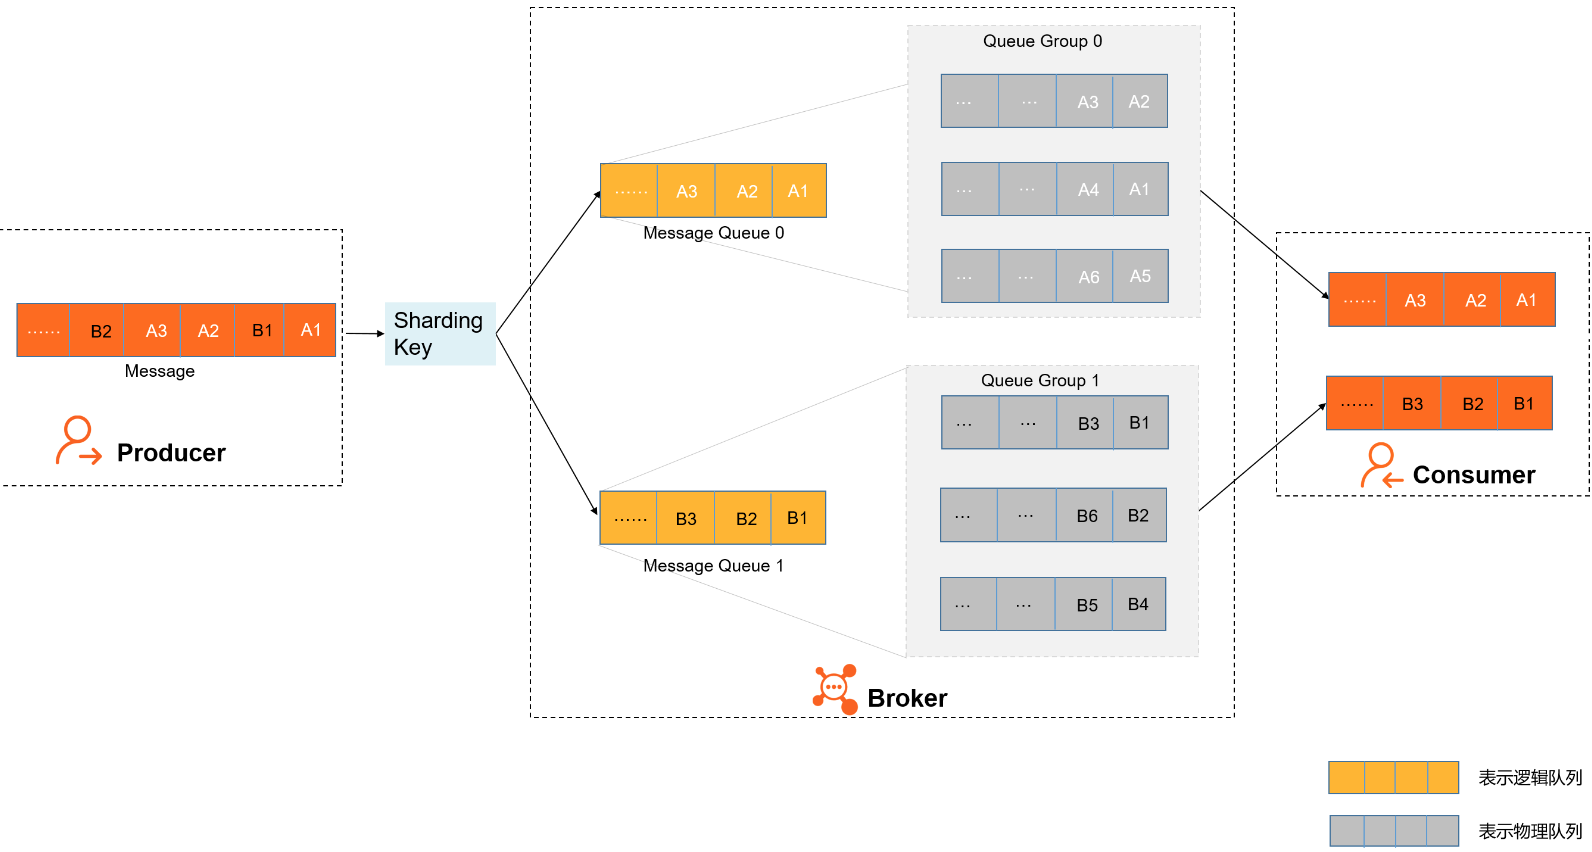 Queue Group 0
… … A3 A2
…… A3 A2 A1
… … A4 A1
Message Queue 0
… … A6 A5
…… B2 A3 A2 B1 A1
Message
Producer
Sharding
Key
…… A3 A2 A1
Queue Group 1
… … B3 B1
…… B3 B2 B1
Consumer
…… B3 B2 B1
Message Queue 1
… … B6 B2
… … B5 B4
Broker
表示逻辑队列
表示物理队列